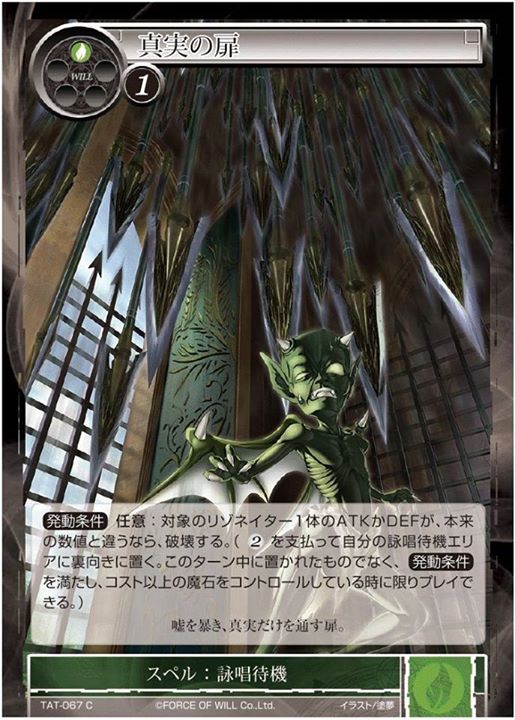 真実の扉
WILL
1
発動条件 任意：対象のリゾネイター1体のATKかDEFが、本来
の数値と違うなら、破壊する。（ 2 を支払って自分の詠唱待機エリ
アに裏向きに置く。このターン中に置かれたものでなく、 発動条件
を満たし、コスト以上の魔石をコントロールしている時に限りプレイで
きる。）
嘘を暴き、真実だけを通す扉。
スペル：詠唱待機
TAT-067 C ©FORCE OF WILL Co.,Ltd. イラスト/塗夢